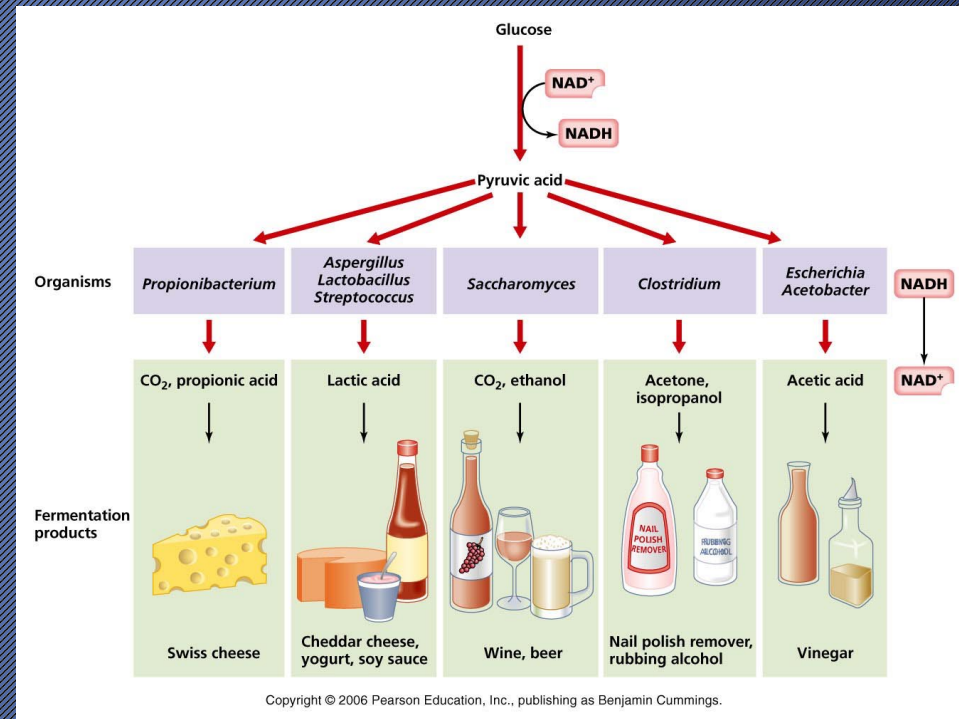 Glucose
NAD⁺
NADH
Pyruvic acid
Organisms
Propionibacterium
Aspergillus
Lactobacillus
Streptococcus
Saccharomyces
Clostridium
Escherichia
Acetobacter
NADH
NAD⁺
CO₂, propionic acid
Lactic acid
CO₂, ethanol
Acetone,
isopropanol
Acetic acid
Fermentation
products
NAIL
POLISH
REMOVER
RUBBING
ALCOHOL
Swiss cheese
Cheddar cheese,
yogurt, soy sauce
Wine, beer
Nail polish remover,
rubbing alcohol
Vinegar
Copyright © 2006 Pearson Education, Inc., publishing as Benjamin Cummings.